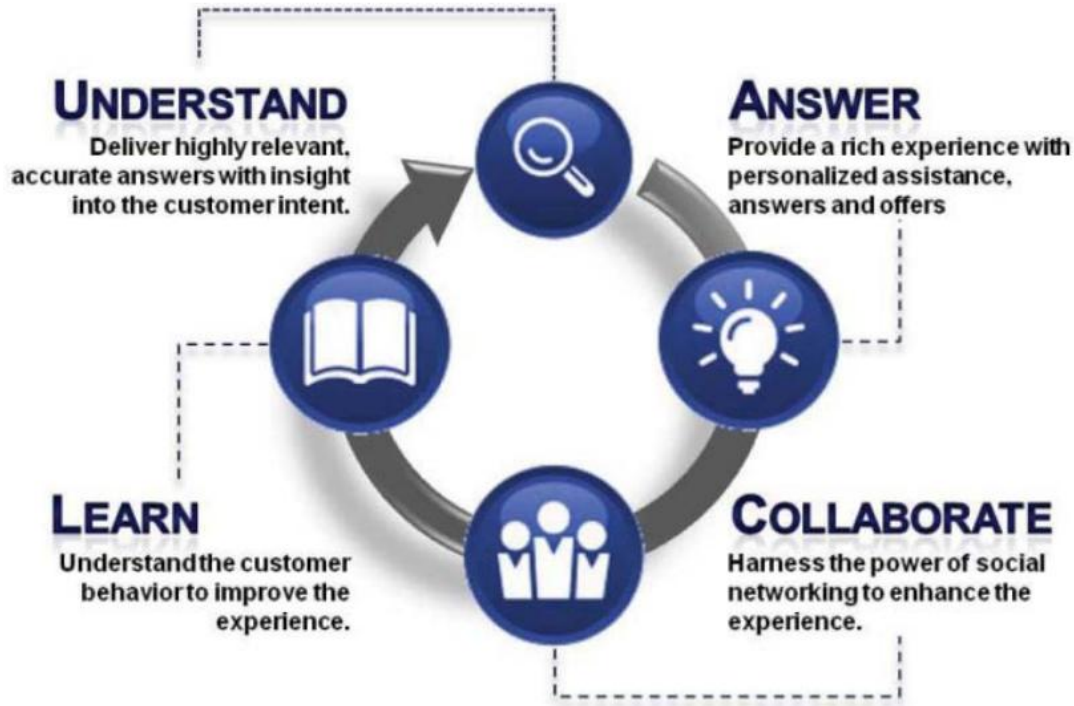 UNDERSTAND
Deliver highly relevant,
accurate answers with insight
into the customer intent.
ANSWER
Provide a rich experience with
personalized assistance,
answers and offers
LEARN
Understand the customer
behavior to improve the
experience.
COLLABORATE
Harness the power of social
networking to enhance the
experience.